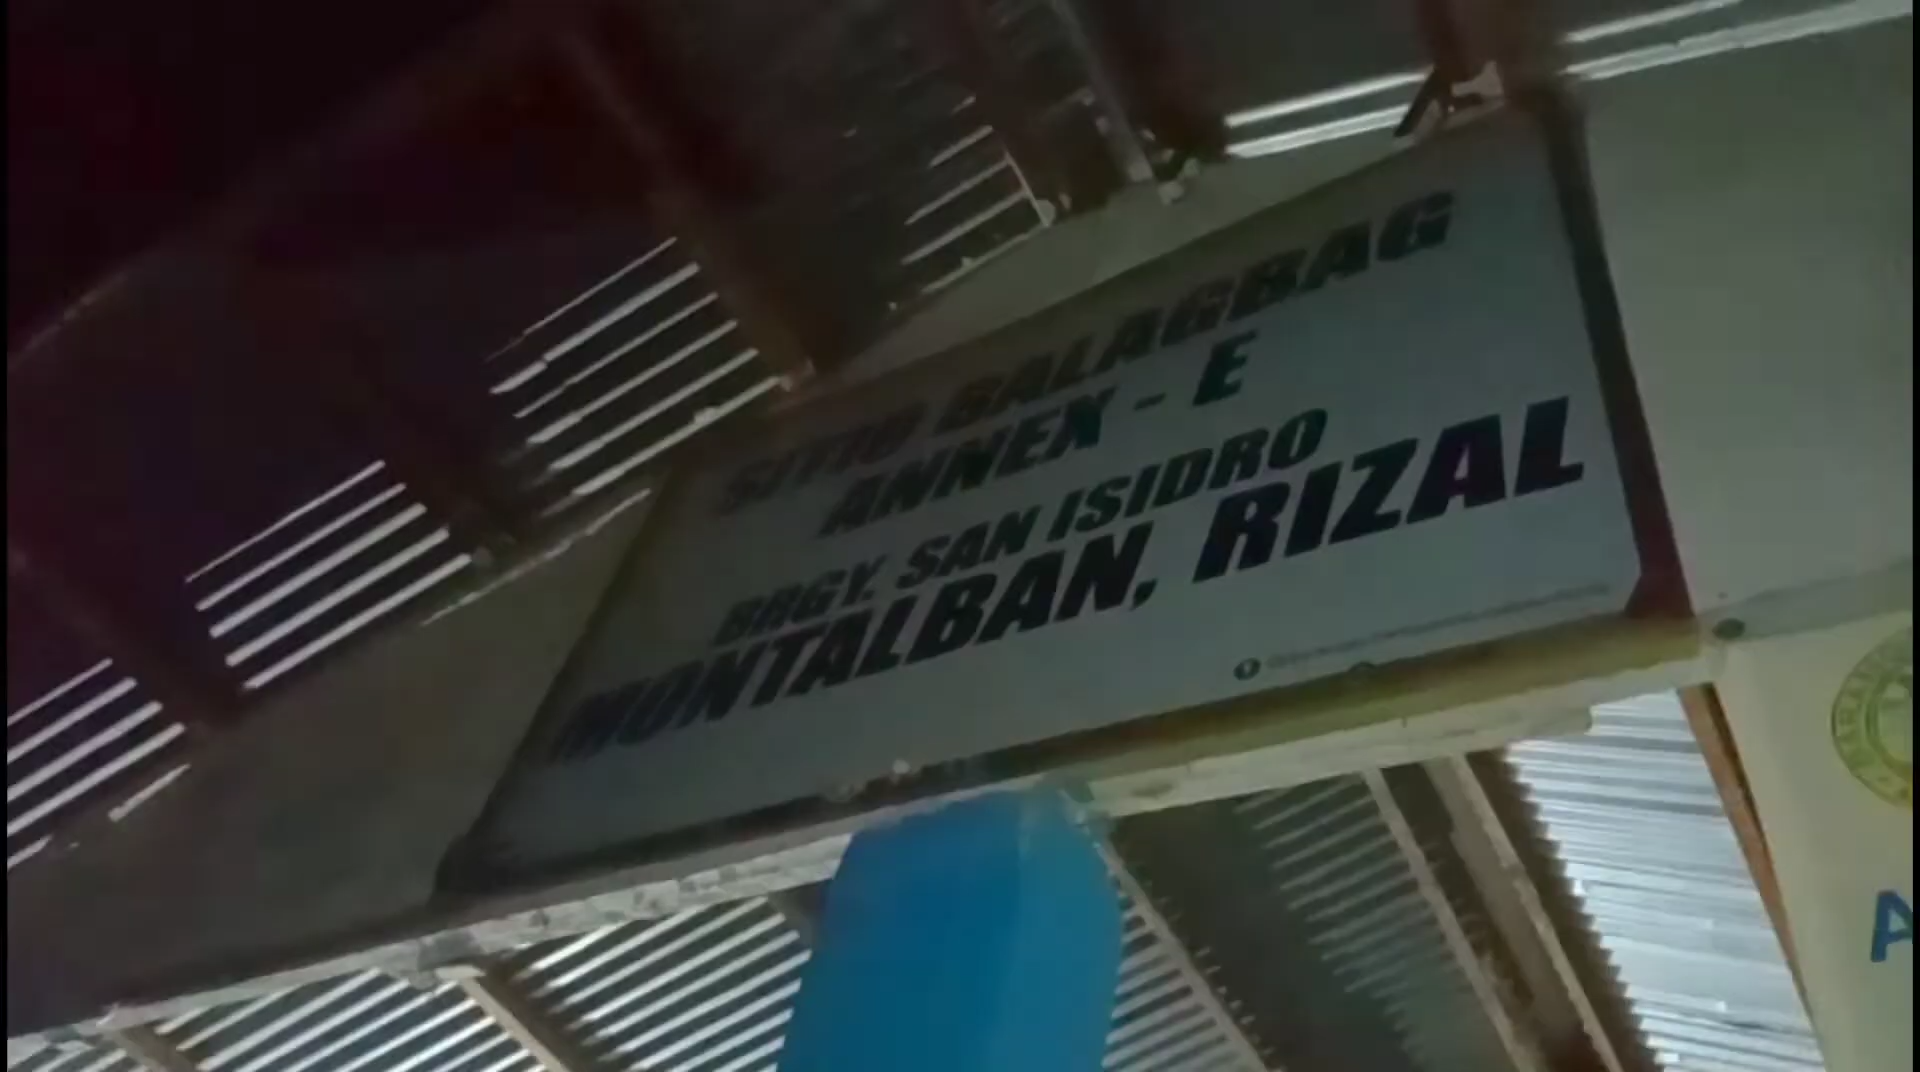 SITIO BALAGBAG
ANNEX - E
BRGY. SAN ISIDRO
MONTALBAN, RIZAL
A